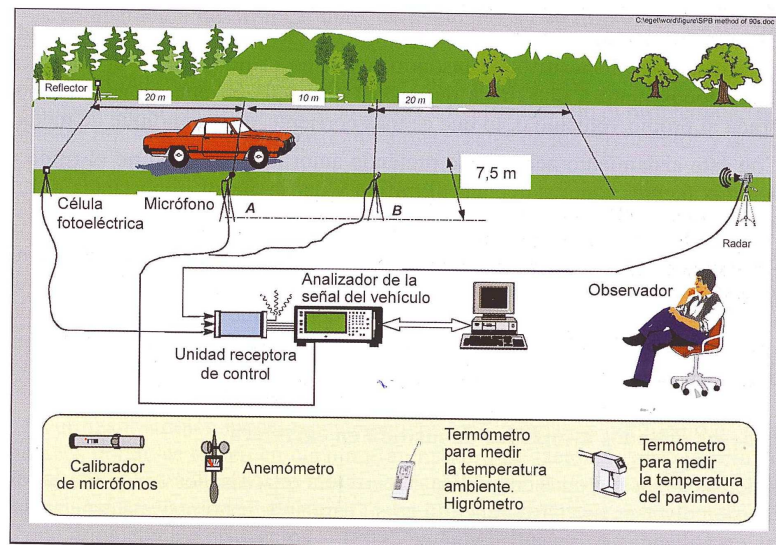 C:\egel\word\figure\SPB method of 90s.doc
Reflector
20 m
10 m
20 m
7,5 m
Célula
fotoeléctrica
Micrófono
A
B
Radar
Analizador de la
señal del vehículo
Observador
Unidad receptora
de control
Calibrador
de micrófonos
Anemómetro
Termómetro
para medir
la temperatura
ambiente.
Higrómetro
Termómetro
para medir
la temperatura
del pavimento